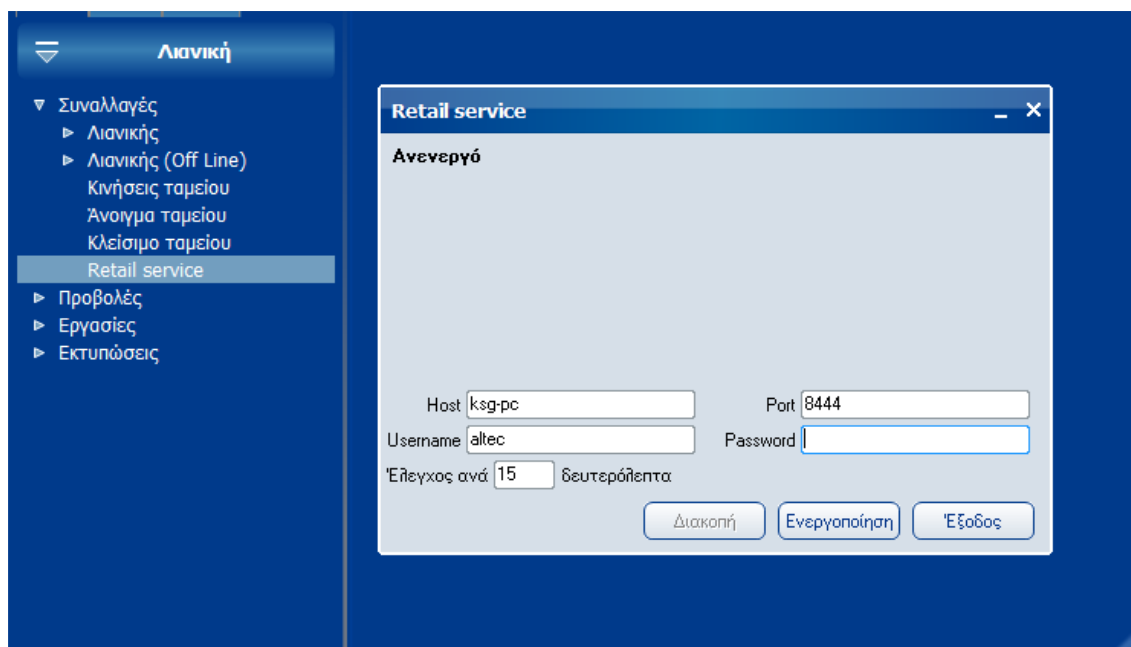 Λιανική
Συναλλαγές
Λιανικής
Λιανικής (Off Line)
Κινήσεις ταμείου
Άνοιγμα ταμείου
Κλείσιμο ταμείου
Retail service
Προβολές
Εργασίες
Εκτυπώσεις
Retail service
Ανενεργό
Host ksg-pc Port 8444
Username altec Password
Έλεγχος ανά 15 δευτερόλεπτα
Διακοπή Ενεργοποίηση Έξοδος